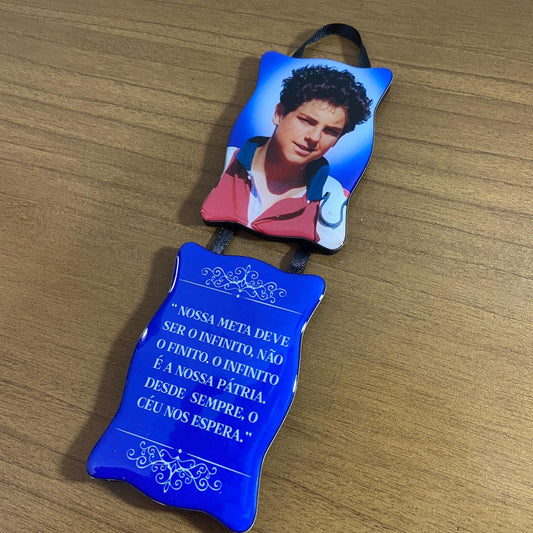 “ NOSSA META DEVE
SER O INFINITO, NÃO
O FINITO. O INFINITO
É A NOSSA PÁTRIA.
DESDE SEMPRE, O
CÉU NOS ESPERA.”